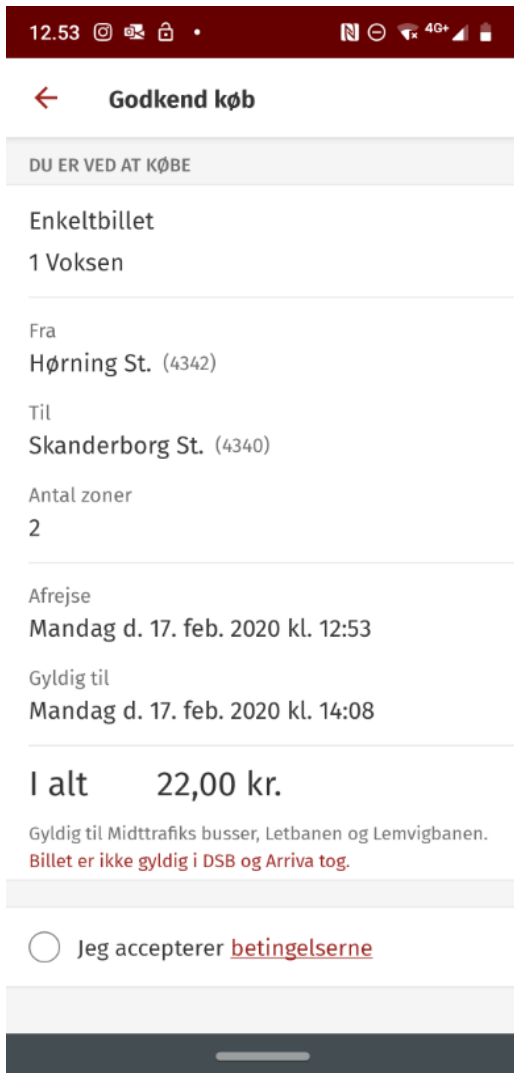 12.53
4G+
Godkend køb
DU ER VED AT KØBE
Enkeltbillet
1 Voksen
Fra
Hørning St. (4342)
Til
Skanderborg St. (4340)
Antal zoner
2
Afrejse
Mandag d. 17. feb. 2020 kl. 12:53
Gyldig til
Mandag d. 17. feb. 2020 kl. 14:08
I alt 22,00 kr.
Gyldig til Midttrafiks busser, Letbanen og Lemvigbanen.
Billet er ikke gyldig i DSB og Arriva tog.
Jeg accepterer betingelserne